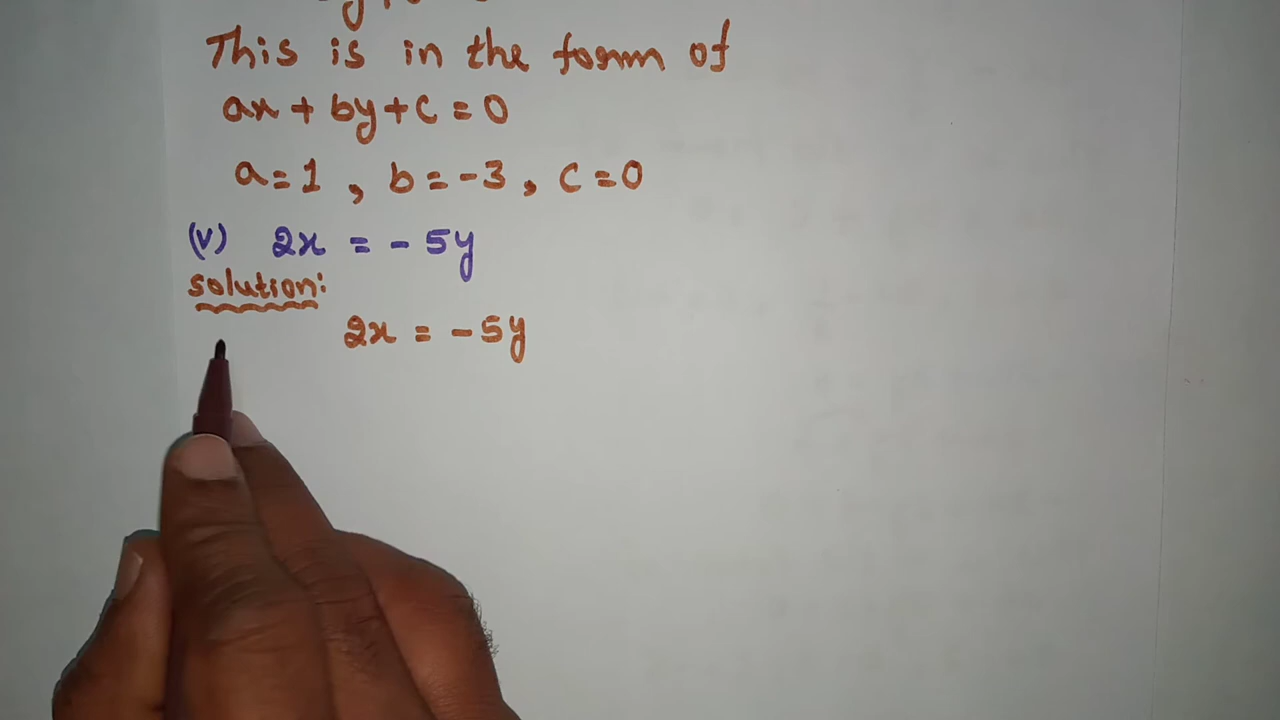 This is in the form of
ax + by + c = 0
a = 1 , b = -3 , c = 0
(v) 2x = - 5y
solution:
2x = -5y